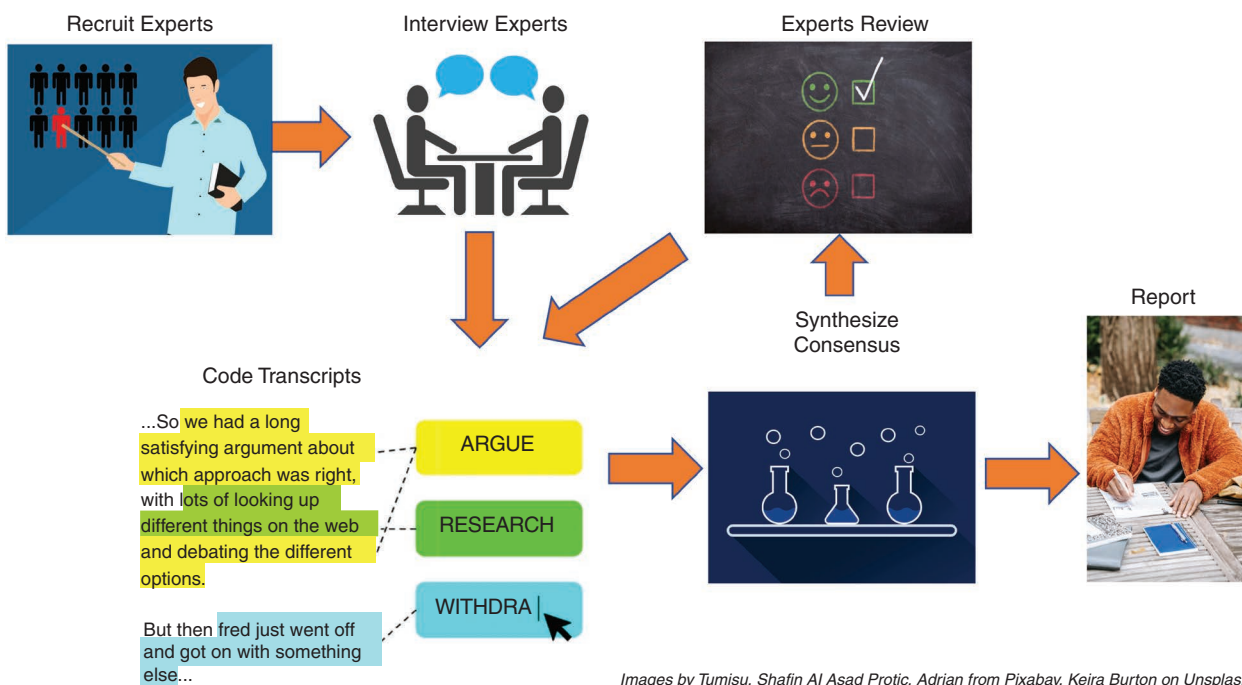 Recruit Experts
Interview Experts
Experts Review
Synthesize
Consensus
Report
Code Transcripts
...So we had a long
satisfying argument about
which approach was right,
with lots of looking up
different things on the web
and debating the different
options.
But then fred just went off
and got on with something
else...
ARGUE
RESEARCH
WITHDRA
Images by Tumisu, Shafin Al Asad Protic, Adrian from Pixabay, Keira Burton on Unsplas